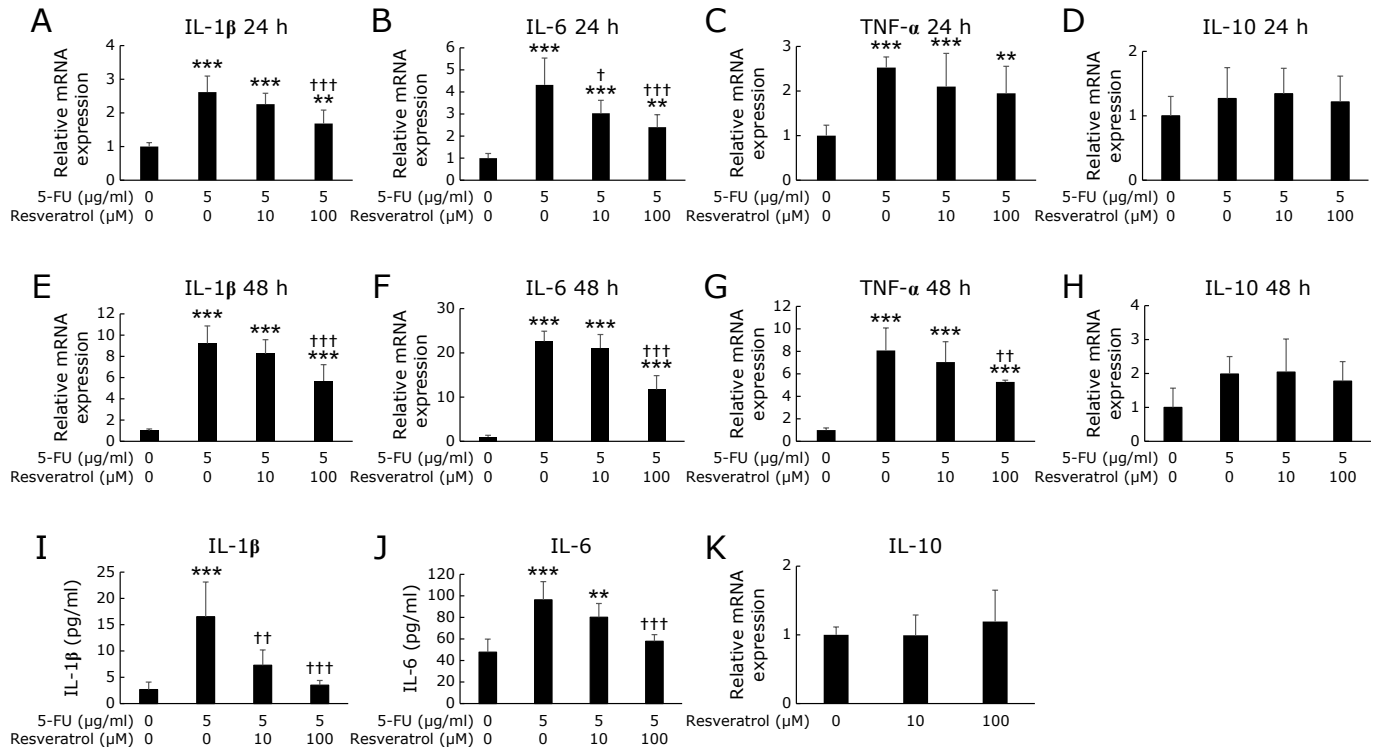 A
IL-1β 24 h
Relative mRNA
expression
4
3
2
1
0
***
***
†††
**
5-FU (µg/ml) 0 5 5 5
Resveratrol (µM) 0 0 10 100
B
IL-6 24 h
Relative mRNA
expression
6
5
4
3
2
1
0
***
†
***
†††
**
5-FU (µg/ml) 0 5 5 5
Resveratrol (µM) 0 0 10 100
C
TNF-α 24 h
Relative mRNA
expression
3
2
1
0
***
***
**
5-FU (µg/ml) 0 5 5 5
Resveratrol (µM) 0 0 10 100
D
IL-10 24 h
Relative mRNA
expression
2
1
0
5-FU (µg/ml) 0 5 5 5
Resveratrol (µM) 0 0 10 100
E
IL-1β 48 h
Relative mRNA
expression
12
10
8
6
4
2
0
***
***
†††
***
5-FU (µg/ml) 0 5 5 5
Resveratrol (µM) 0 0 10 100
F
IL-6 48 h
Relative mRNA
expression
30
20
10
0
***
***
†††
***
5-FU (µg/ml) 0 5 5 5
Resveratrol (µM) 0 0 10 100
G
TNF-α 48 h
Relative mRNA
expression
12
10
8
6
4
2
0
***
***
††
***
5-FU (µg/ml) 0 5 5 5
Resveratrol (µM) 0 0 10 100
H
IL-10 48 h
Relative mRNA
expression
4
3
2
1
0
5-FU (µg/ml) 0 5 5 5
Resveratrol (µM) 0 0 10 100
I
IL-1β
IL-1β (pg/ml)
25
20
15
10
5
0
***
††
†††
5-FU (µg/ml) 0 5 5 5
Resveratrol (µM) 0 0 10 100
J
IL-6
IL-6 (pg/ml)
120
100
80
60
40
20
0
***
**
†††
5-FU (µg/ml) 0 5 5 5
Resveratrol (µM) 0 0 10 100
K
IL-10
Relative mRNA
expression
2
1
0
Resveratrol (µM) 0 10 100